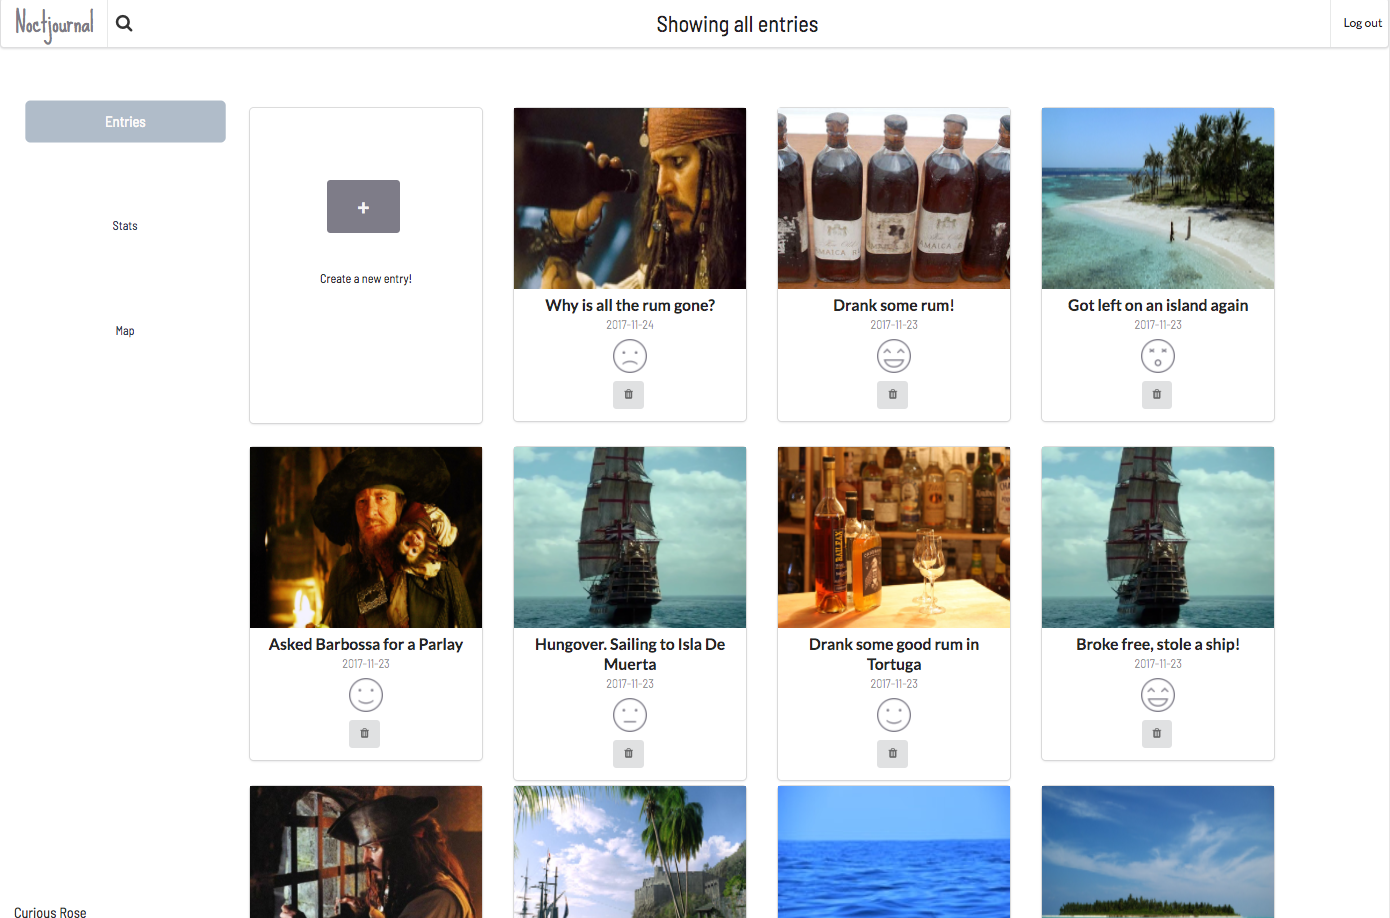 Noctjournal
Showing all entries
Log out
Entries
Stats
Map
+
Create a new entry!
Why is all the rum gone?
2017-11-24
Drank some rum!
2017-11-23
Got left on an island again
2017-11-23
Asked Barbossa for a Parlay
2017-11-23
Hungover. Sailing to Isla De
Muerta
2017-11-23
Drank some good rum in
Tortuga
2017-11-23
Broke free, stole a ship!
2017-11-23
Curious Rose